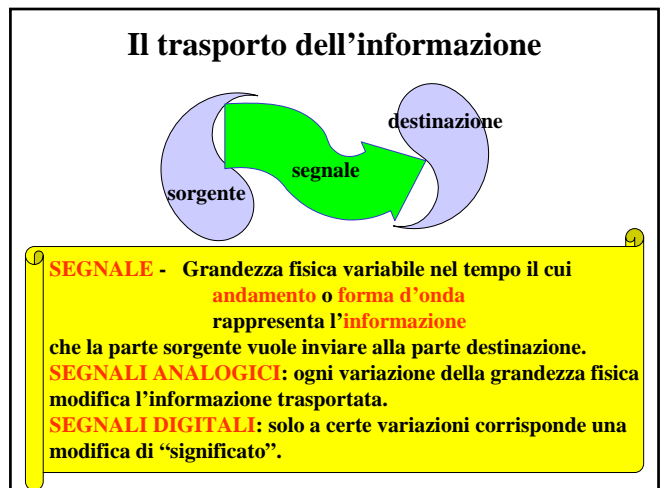 Il trasporto dell’informazione
destinazione
segnale
sorgente
SEGNALE - Grandezza fisica variabile nel tempo il cui
andamento o forma d’onda
rappresenta l’informazione
che la parte sorgente vuole inviare alla parte destinazione.
SEGNALI ANALOGICI: ogni variazione della grandezza fisica
modifica l’informazione trasportata.
SEGNALI DIGITALI: solo a certe variazioni corrisponde una
modifica di “significato”.